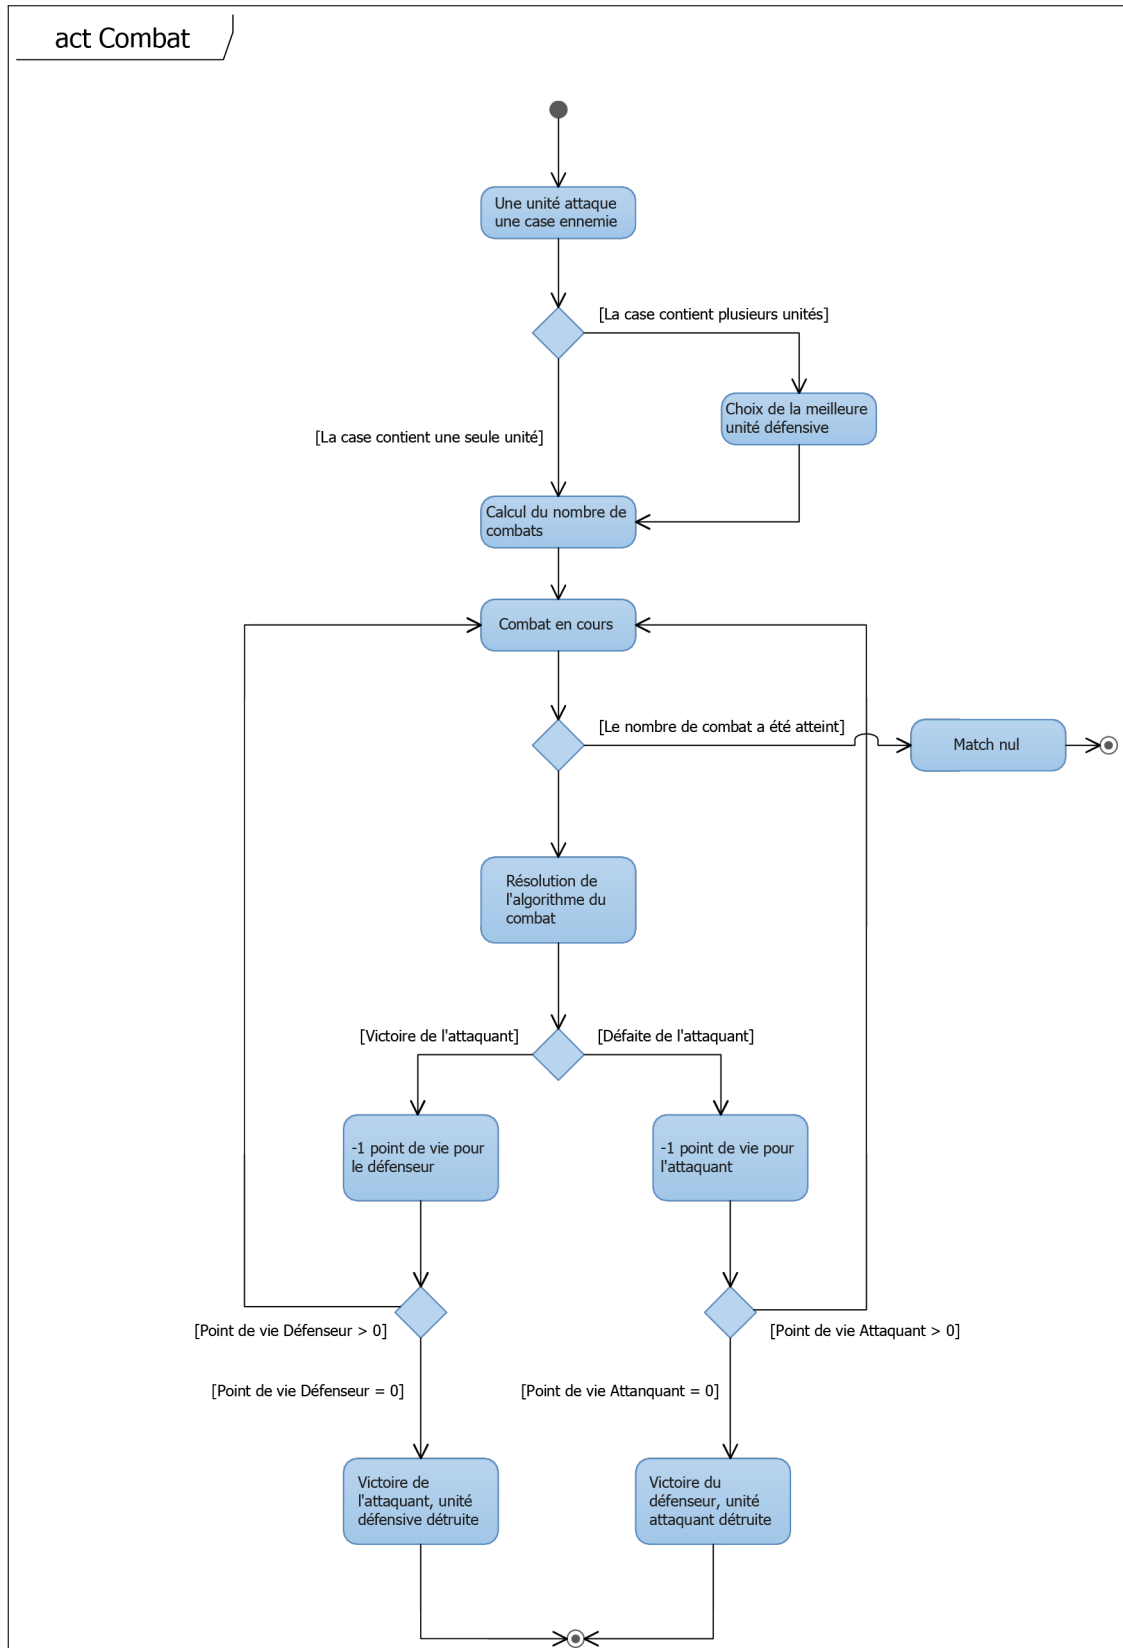 act Combat
Une unité attaque
une case ennemie
[La case contient plusieurs unités]
Choix de la meilleure
unité défensive
[La case contient une seule unité]
Calcul du nombre de
combats
Combat en cours
[Le nombre de combat a été atteint]
Match nul
Résolution de
l'algorithme du
combat
[Victoire de l'attaquant]
[Défaite de l'attaquant]
-1 point de vie pour
le défenseur
-1 point de vie pour
l'attaquant
[Point de vie Défenseur > 0]
[Point de vie Attaquant > 0]
[Point de vie Défenseur = 0]
[Point de vie Attanquant = 0]
Victoire de
l'attaquant, unité
défensive détruite
Victoire du
défenseur, unité
attaquant détruite